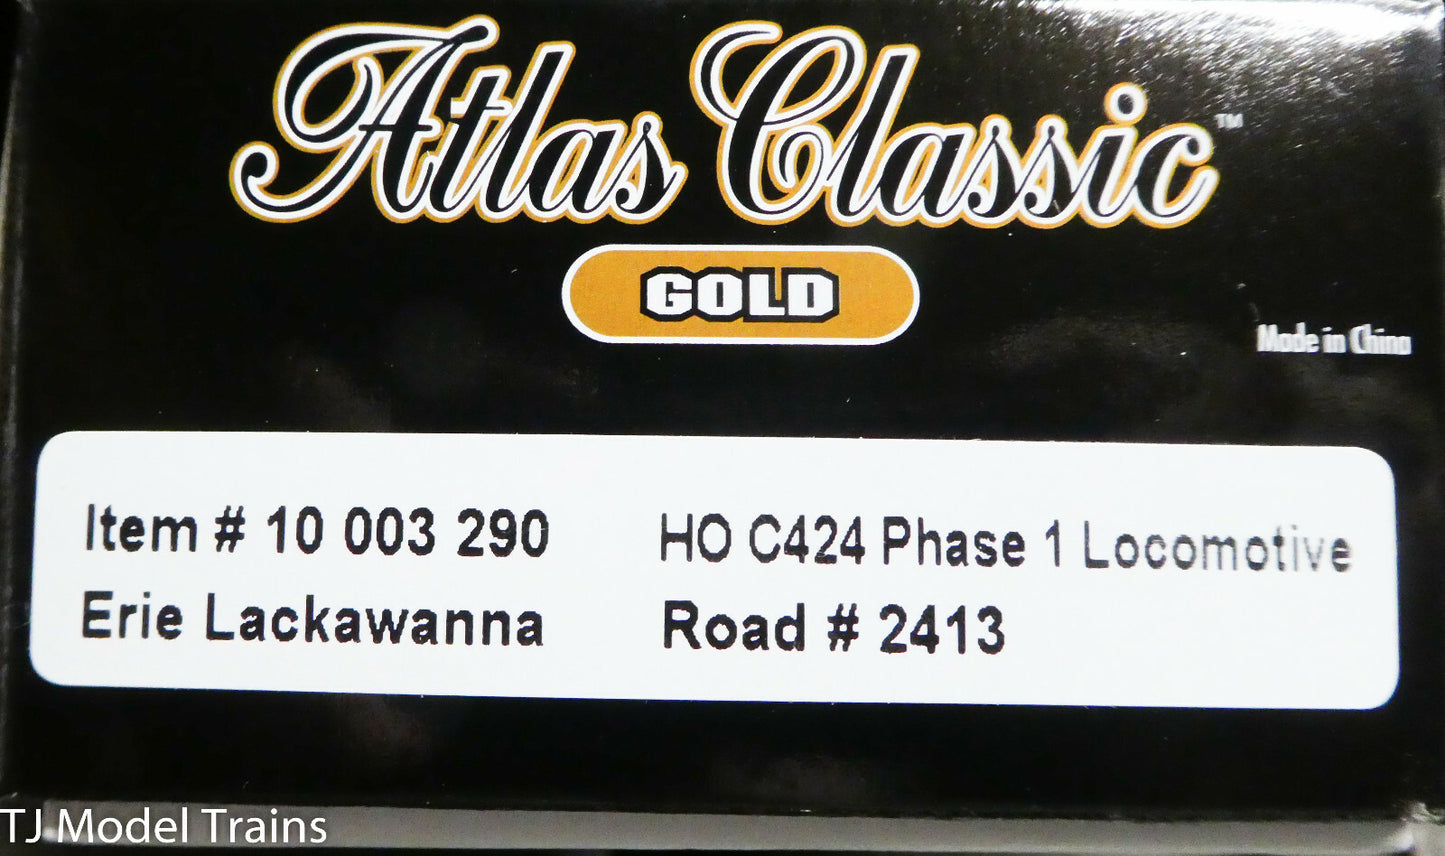 Atlas Classic™
GOLD
Made in China
Item # 10 003 290 HO C424 Phase 1 Locomotive
Erie Lackawanna Road # 2413
TJ Model Trains